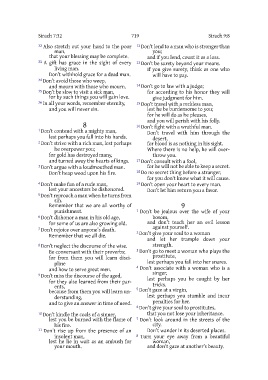 Sirach 7:32
719
Sirach 9:8
32 Also stretch out your hand to the poor
man,
that your blessing may be complete.
33 A gift has grace in the sight of every
living man.
Don't withhold grace for a dead man.
34 Don't avoid those who weep,
and mourn with those who mourn.
35 Don't be slow to visit a sick man,
for by such things you will gain love.
36 In all your words, remember eternity,
and you will never sin.
8
1 Don't contend with a mighty man,
lest perhaps you fall into his hands.
2 Don't strive with a rich man, lest perhaps
he overpower you;
for gold has destroyed many,
and turned away the hearts of kings.
3 Don't argue with a loudmouthed man.
Don't heap wood upon his fire.
4 Don't make fun of a rude man,
lest your ancestors be dishonored.
5 Don't reproach a man when he turns from
sin.
Remember that we are all worthy of
punishment.
6 Don't dishonor a man in his old age,
for some of us are also growing old.
7 Don't rejoice over anyone's death.
Remember that we all die.
8 Don't neglect the discourse of the wise.
Be conversant with their proverbs;
for from them you will learn disci-
pline
and how to serve great men.
9 Don't miss the discourse of the aged,
for they also learned from their par-
ents,
because from them you will learn un-
derstanding,
and to give an answer in time of need.
10 Don't kindle the coals of a sinner,
lest you be burned with the flame of
his fire.
11 Don't rise up from the presence of an
insolent man,
lest he lie in wait as an ambush for
your mouth.
12 Don't lend to a man who is stronger than
you;
and if you lend, count it as a loss.
13 Don't be surety beyond your means.
If you give surety, think as one who
will have to pay.
14 Don't go to law with a judge;
for according to his honor they will
give judgment for him.
15 Don't travel with a reckless man,
lest he be burdensome to you;
for he will do as he pleases,
and you will perish with his folly.
16 Don't fight with a wrathful man.
Don't travel with him through the
desert,
for blood is as nothing in his sight.
Where there is no help, he will over-
throw you.
17 Don't consult with a fool,
for he will not be able to keep a secret.
18 Do no secret thing before a stranger;
for you don't know what it will cause.
19 Don't open your heart to every man.
Don't let him return you a favor.
9
1 Don't be jealous over the wife of your
bosom,
and don't teach her an evil lesson
against yourself.
2 Don't give your soul to a woman
and let her trample down your
strength.
3 Don't go to meet a woman who plays the
prostitute,
lest perhaps you fall into her snares.
4 Don't associate with a woman who is a
singer,
lest perhaps you be caught by her
tricks.
5 Don't gaze at a virgin,
lest perhaps you stumble and incur
penalties for her.
6 Don't give your soul to prostitutes,
that you not lose your inheritance.
7 Don't look around in the streets of the
city.
Don't wander in its deserted places.
8 Turn your eye away from a beautiful
woman,
and don't gaze at another's beauty.